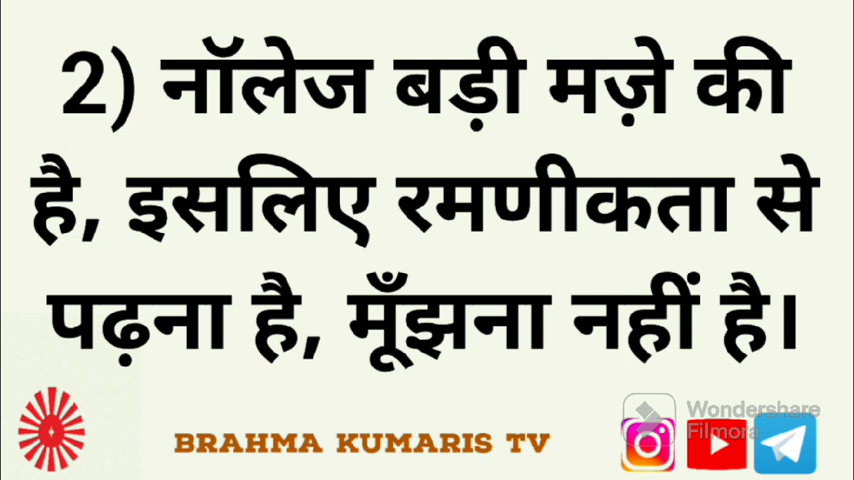 2) नॉलेज बड़ी मज़े की
है, इसलिए रमणीकता से
पढ़ना है, मूँझना नहीं है।
BRAHMA KUMARIS TV
Wondershare
Filmora